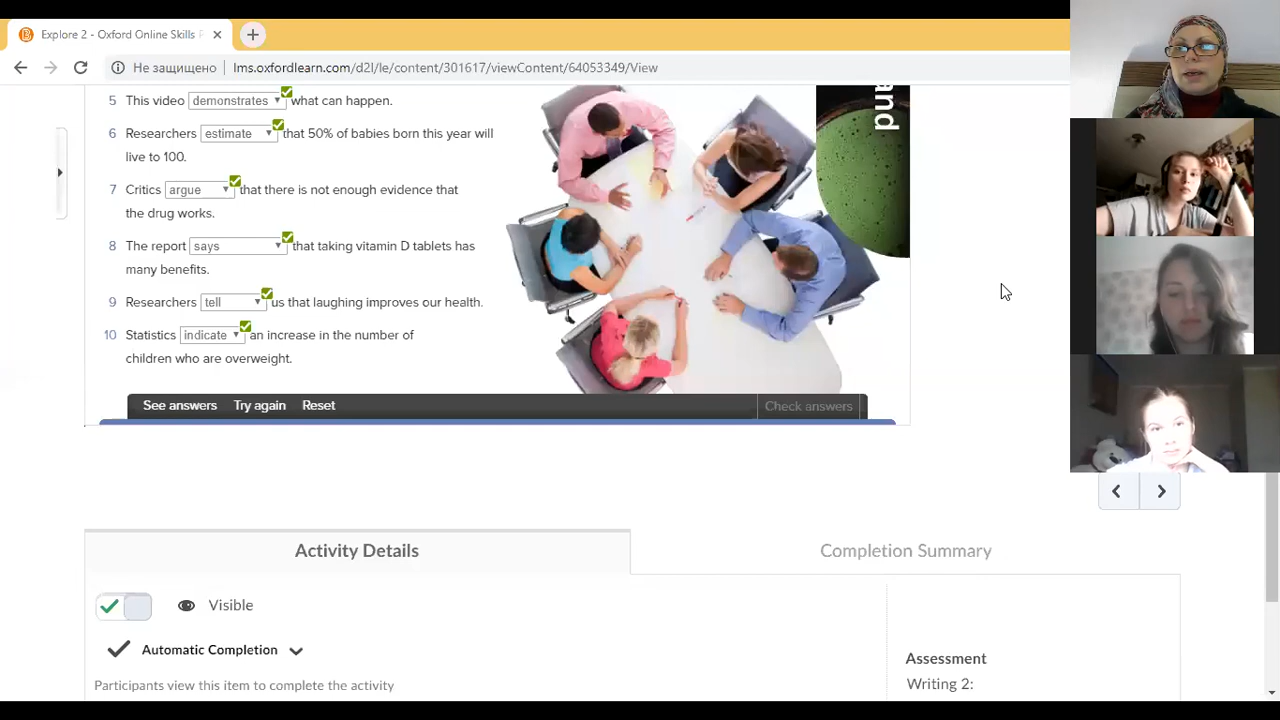 Explore 2 - Oxford Online Skills
Не защищено
lms.oxfordlearn.com/d2l/le/content/301617/viewContent/64053349/View
5 This video demonstrates what can happen.
6 Researchers estimate that 50% of babies born this year will
live to 100.
7 Critics argue that there is not enough evidence that
the drug works.
8 The report says that taking vitamin D tablets has
many benefits.
9 Researchers tell us that laughing improves our health.
10 Statistics indicate an increase in the number of
children who are overweight.
and
See answers Try again Reset Check answers
Activity Details
Completion Summary
Visible
Automatic Completion
Participants view this item to complete the activity
Assessment
Writing 2: